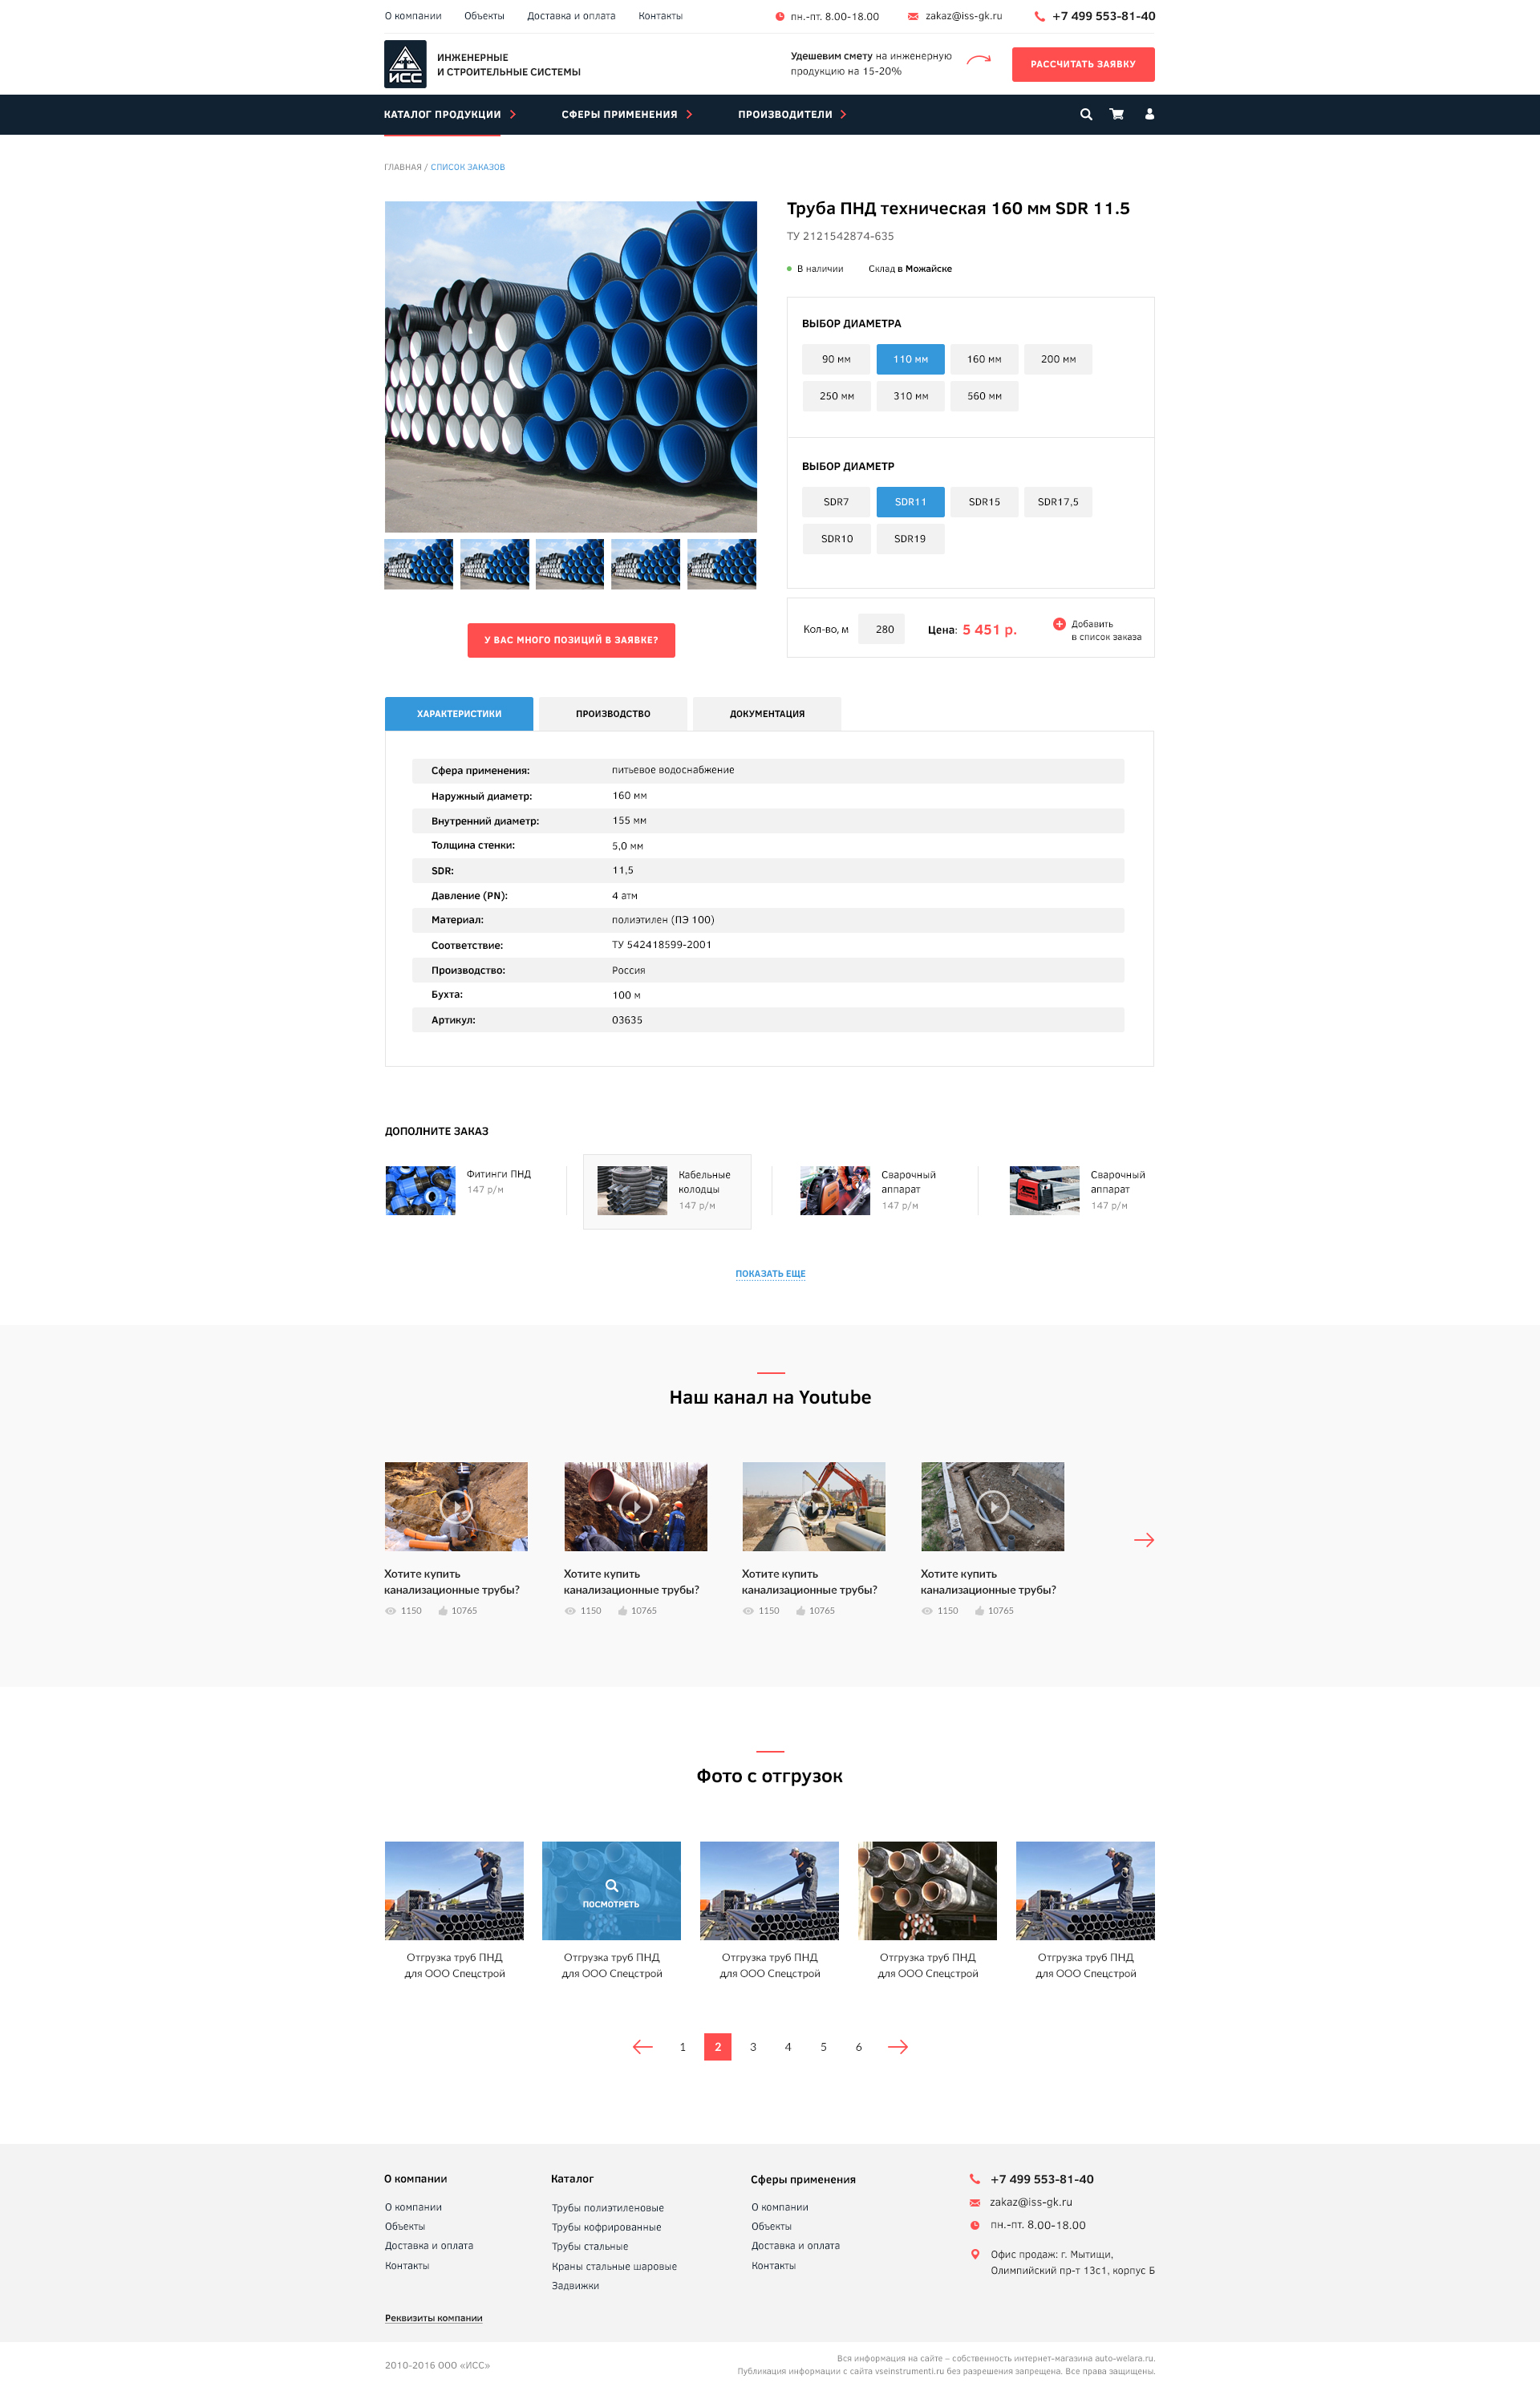 О компании Объекты Доставка и оплата Контакты пн.-пт. 8.00-18.00 zakaz@iss-gk.ru +7 499 553-81-40
ИСС
ИНЖЕНЕРНЫЕ
И СТРОИТЕЛЬНЫЕ СИСТЕМЫ
Удешевим смету на инженерную
продукцию на 15-20%
РАССЧИТАТЬ ЗАЯВКУ
КАТАЛОГ ПРОДУКЦИИ СФЕРЫ ПРИМЕНЕНИЯ ПРОИЗВОДИТЕЛИ
ГЛАВНАЯ / СПИСОК ЗАКАЗОВ
Труба ПНД техническая 160 мм SDR 11.5
ТУ 2121542874-635
В наличии Склад в Можайске
ВЫБОР ДИАМЕТРА
90 мм 110 мм 160 мм 200 мм
250 мм 310 мм 560 мм
ВЫБОР ДИАМЕТР
SDR7 SDR11 SDR15 SDR17,5
SDR10 SDR19
Кол-во, м 280 Цена: 5 451 р.
Добавить
в список заказа
У ВАС МНОГО ПОЗИЦИЙ В ЗАЯВКЕ?
ХАРАКТЕРИСТИКИ ПРОИЗВОДСТВО ДОКУМЕНТАЦИЯ
Сфера применения: питьевое водоснабжение
Наружный диаметр: 160 мм
Внутренний диаметр: 155 мм
Толщина стенки: 5,0 мм
SDR: 11,5
Давление (PN): 4 атм
Материал: полиэтилен (ПЭ 100)
Соответствие: ТУ 542418599-2001
Производство: Россия
Бухта: 100 м
Артикул: 03635
ДОПОЛНИТЕ ЗАКАЗ
Фитинги ПНД
147 р/м
Кабельные
колодцы
147 р/м
Сварочный
аппарат
147 р/м
Сварочный
аппарат
147 р/м
ПОКАЗАТЬ ЕЩЕ
Наш канал на Youtube
Хотите купить
канализационные трубы?
1150 10765
Хотите купить
канализационные трубы?
1150 10765
Хотите купить
канализационные трубы?
1150 10765
Хотите купить
канализационные трубы?
1150 10765
Фото с отгрузок
ПОСМОТРЕТЬ
Отгрузка труб ПНД
для ООО Спецстрой
Отгрузка труб ПНД
для ООО Спецстрой
Отгрузка труб ПНД
для ООО Спецстрой
Отгрузка труб ПНД
для ООО Спецстрой
Отгрузка труб ПНД
для ООО Спецстрой
1 2 3 4 5 6
О компании
О компании
Объекты
Доставка и оплата
Контакты
Каталог
Трубы полиэтиленовые
Трубы кофрированные
Трубы стальные
Краны стальные шаровые
Задвижки
Сферы применения
О компании
Объекты
Доставка и оплата
Контакты
+7 499 553-81-40
zakaz@iss-gk.ru
пн.-пт. 8.00-18.00
Офис продаж: г. Мытищи,
Олимпийский пр-т 13с1, корпус Б
Реквизиты компании
2010-2016 ООО «ИСС»
Вся информация на сайте – собственность интернет-магазина auto-welara.ru.
Публикация информации с сайта vseinstrumenti.ru без разрешения запрещена. Все права защищены.